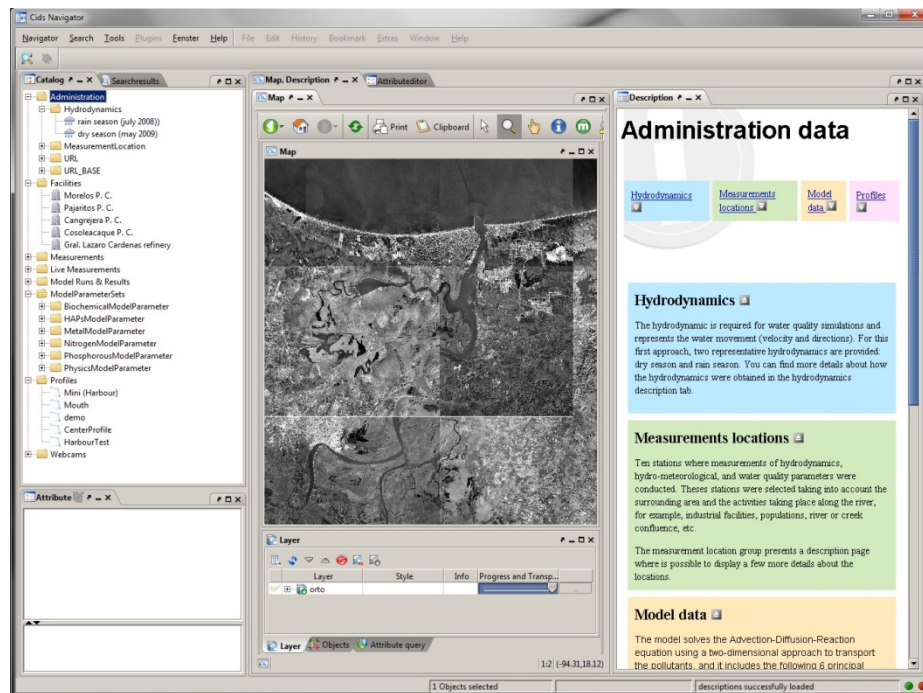 Cids Navigator
Navigator Search Tools Plugins Fenster Help File Edit History Bookmark Extras Window Help
Catalog
Searchresults
Administration
Hydrodynamics
rain season (july 2008))
dry season (may 2009)
MeasurementLocation
URL
URL_BASE
Facilities
Morelos P. C.
Pajaritos P. C.
Cangrejera P. C.
Cosoleacaque P. C.
Gral. Lazaro Cardenas refinery
Measurements
Live Measurements
Model Runs & Results
ModelParameterSets
BiochemicalModelParameter
HAPsModelParameter
MetalModelParameter
NitrogenModelParameter
PhosphorousModelParameter
PhysicsModelParameter
Profiles
Mini (Harbour)
Mouth
demo
CenterProfile
HarbourTest
Webcams
Attribute
Map, Description
Attributeditor
Map
Print Clipboard
Map
Layer
Layer Style Info Progress and Transp...
orto
...
Layer Objects Attribute query
1:2 (-94.31,18.12)
Description
Administration data
Hydrodynamics
Measurements
locations
Model
data
Profiles
Hydrodynamics
The hydrodynamic is required for water quality simulations and
represents the water movement (velocity and directions). For this
first approach, two representative hydrodynamics are provided:
dry season and rain season. You can find more details about how
the hydrodynamics were obtained in the hydrodynamics
description tab.
Measurements locations
Ten stations where measurements of hydrodynamics,
hydro-meteorological, and water quality parameters were
conducted. Theses stations were selected taking into account the
surrounding area and the activities taking place along the river,
for example, industrial facilities, populations, river or creek
confluence, etc.
The measurement location group presents a description page
where is possible to display a few more details about the
locations.
Model data
The model solves the Advection-Diffusion-Reaction
equation using a two-dimensional approach to transport
the pollutants, and it includes the following 6 principal
1 Objects selected
descriptions successfully loaded